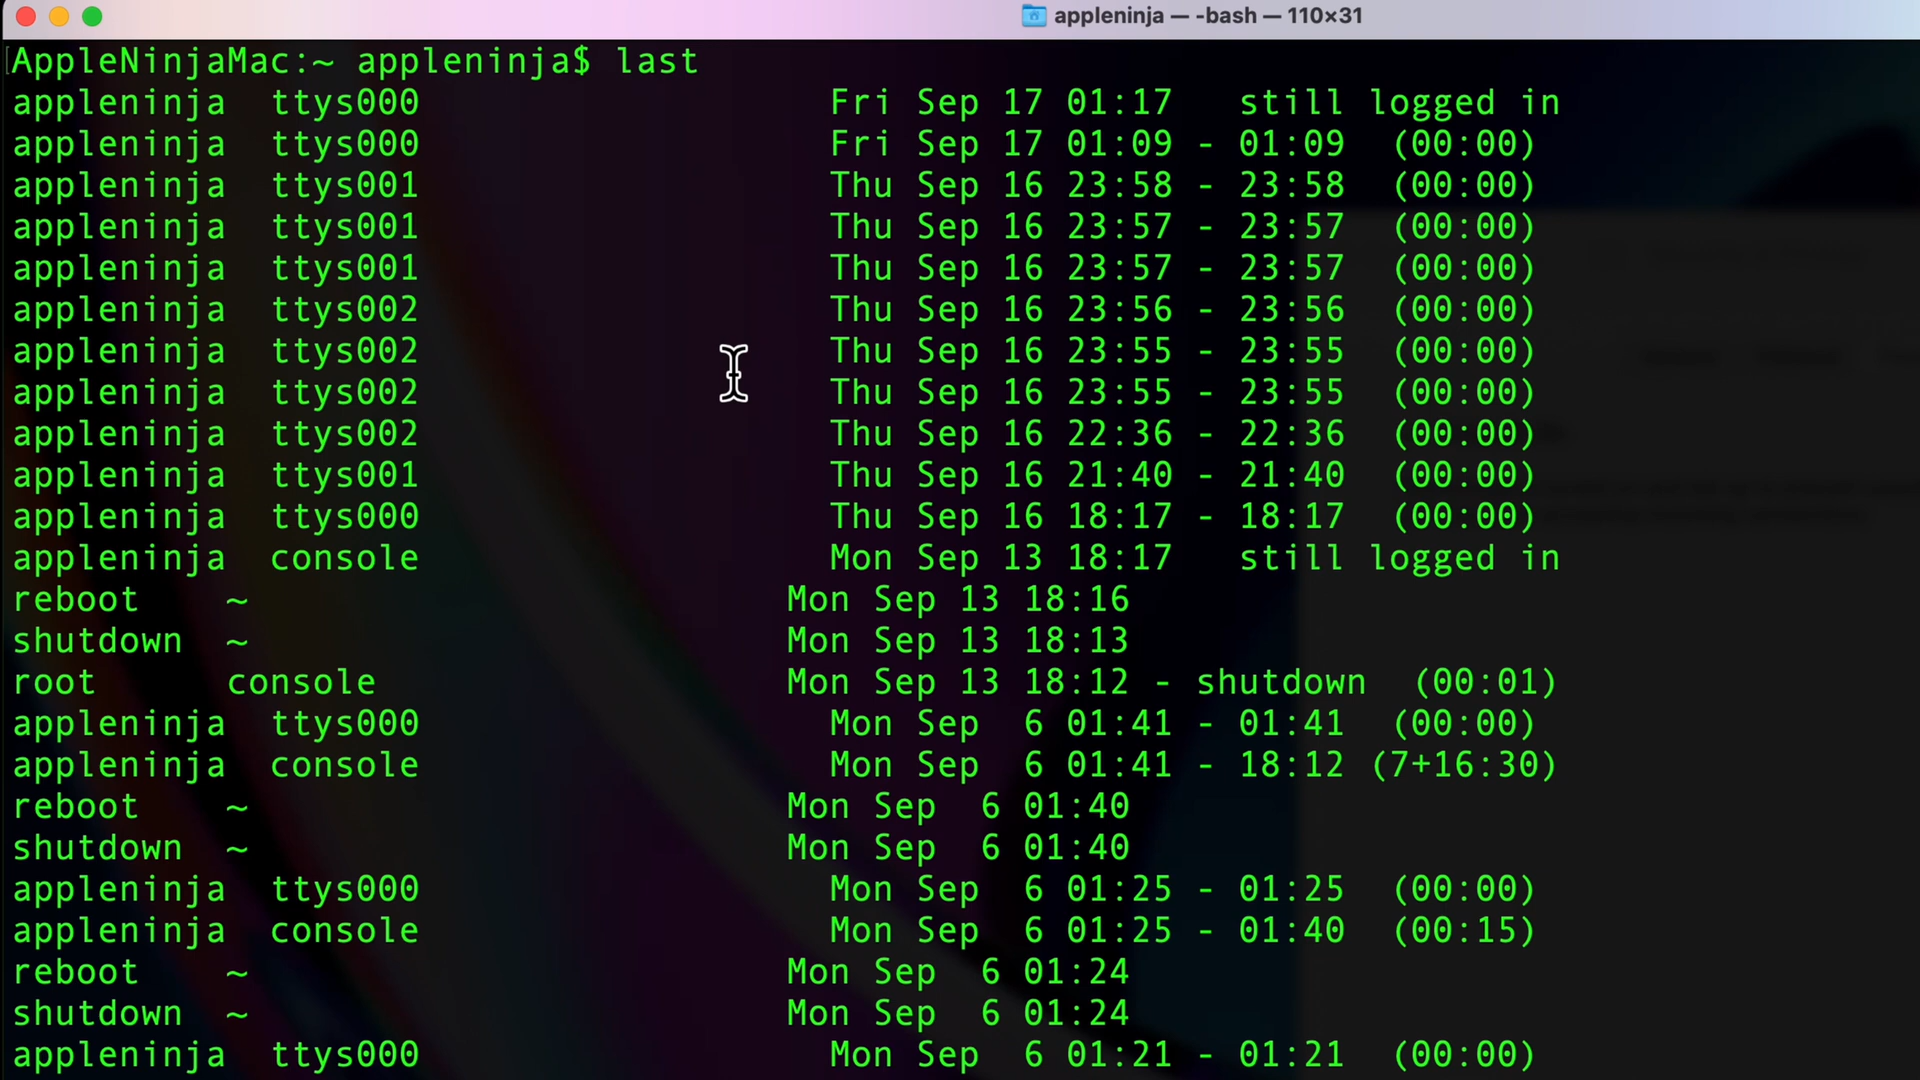 appleninja — -bash — 110×31
AppleNinjaMac:~ appleninja$ last
appleninja  ttys000                   Fri Sep 17 01:17   still logged in
appleninja  ttys000                   Fri Sep 17 01:09 - 01:09  (00:00)
appleninja  ttys001                   Thu Sep 16 23:58 - 23:58  (00:00)
appleninja  ttys001                   Thu Sep 16 23:57 - 23:57  (00:00)
appleninja  ttys001                   Thu Sep 16 23:57 - 23:57  (00:00)
appleninja  ttys002                   Thu Sep 16 23:56 - 23:56  (00:00)
appleninja  ttys002                   Thu Sep 16 23:55 - 23:55  (00:00)
appleninja  ttys002                   Thu Sep 16 23:55 - 23:55  (00:00)
appleninja  ttys002                   Thu Sep 16 22:36 - 22:36  (00:00)
appleninja  ttys001                   Thu Sep 16 21:40 - 21:40  (00:00)
appleninja  ttys000                   Thu Sep 16 18:17 - 18:17  (00:00)
appleninja  console                   Mon Sep 13 18:17   still logged in
reboot    ~                         Mon Sep 13 18:16
shutdown  ~                         Mon Sep 13 18:13
root      console                   Mon Sep 13 18:12 - shutdown  (00:01)
appleninja  ttys000                   Mon Sep  6 01:41 - 01:41  (00:00)
appleninja  console                   Mon Sep  6 01:41 - 18:12 (7+16:30)
reboot    ~                         Mon Sep  6 01:40
shutdown  ~                         Mon Sep  6 01:40
appleninja  ttys000                   Mon Sep  6 01:25 - 01:25  (00:00)
appleninja  console                   Mon Sep  6 01:25 - 01:40  (00:15)
reboot    ~                         Mon Sep  6 01:24
shutdown  ~                         Mon Sep  6 01:24
appleninja  ttys000                   Mon Sep  6 01:21 - 01:21  (00:00)